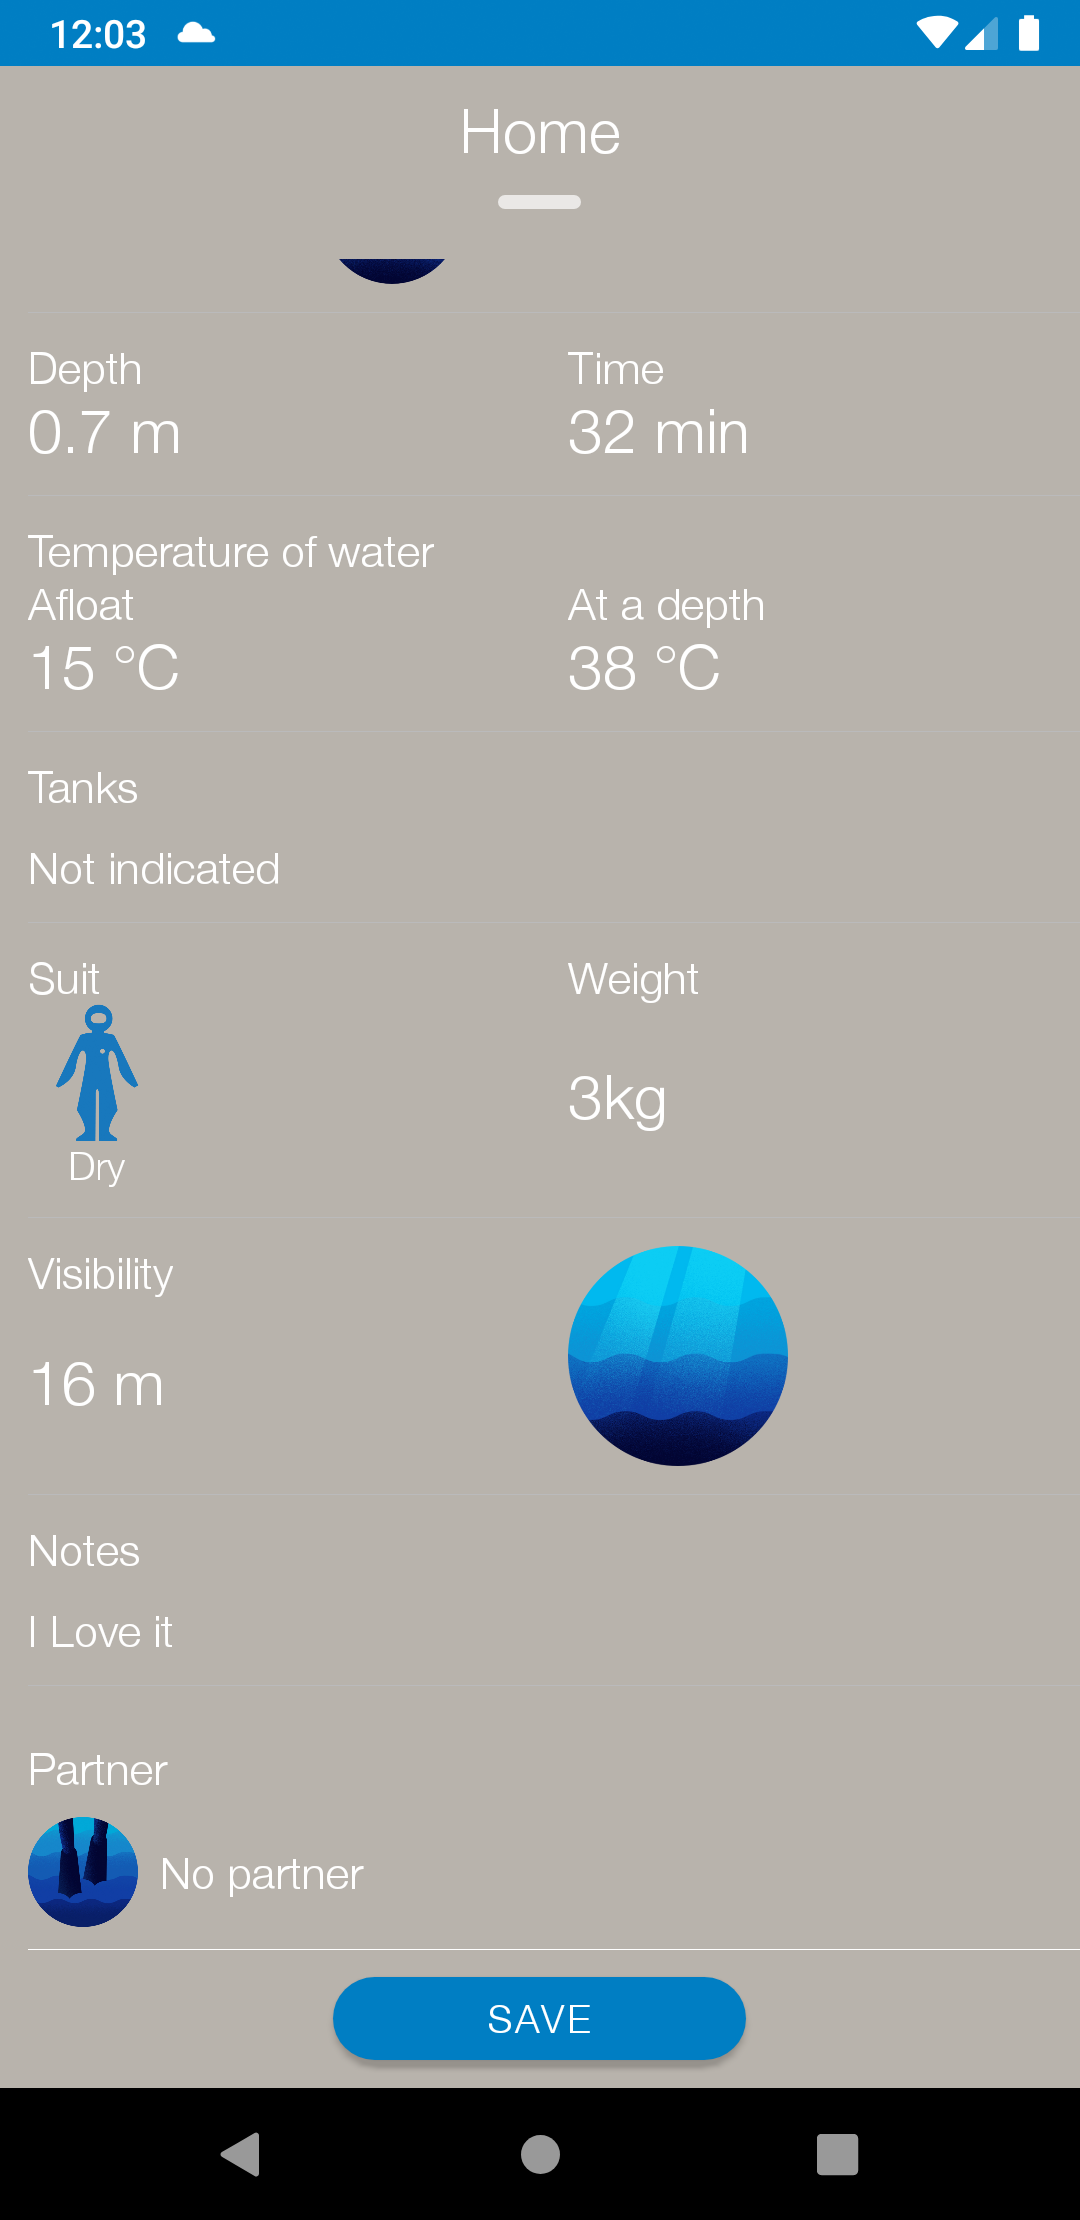 12:03
Home
Depth
Time
0.7 m
32 min
Temperature of water
Afloat
At a depth
15 °C
38 °C
Tanks
Not indicated
Suit
Weight
3kg
Dry
Visibility
16 m
Notes
I Love it
Partner
No partner
SAVE